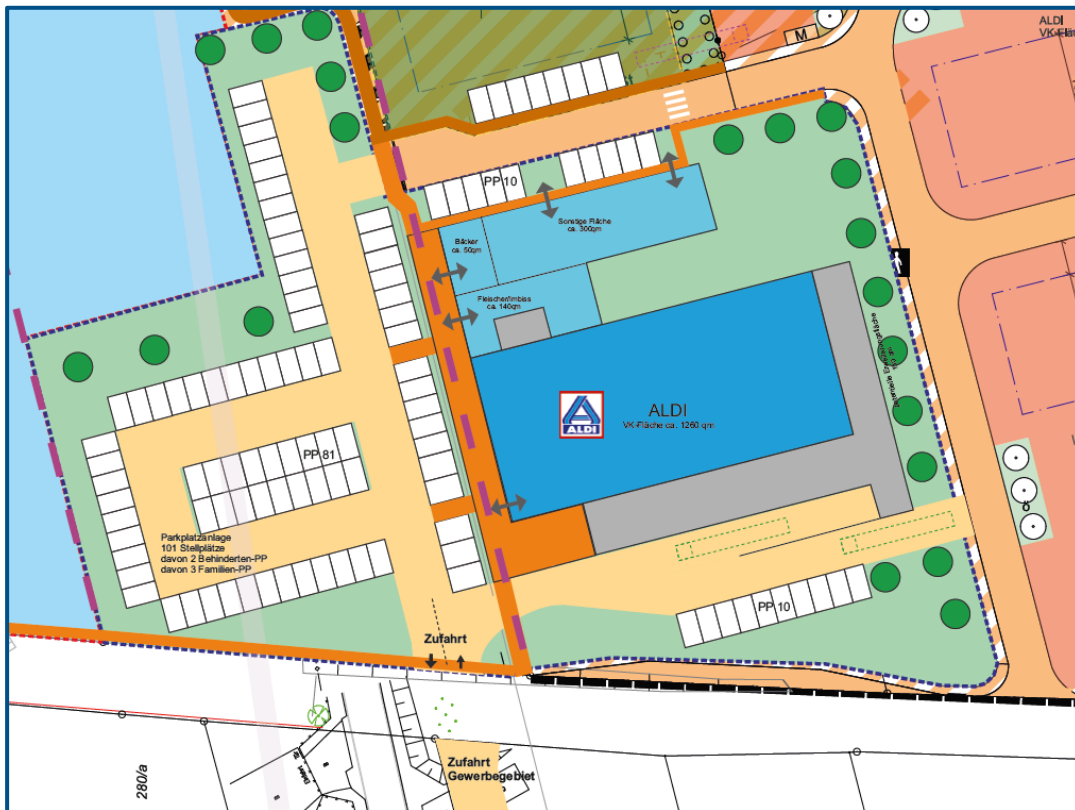 ALDI
M
PP 10
Sonstige Fläche
ca. 300qm
Bäcker
ca. 50qm
Fleischer/Imbiss
ca. 140qm
ALDI
ALDI
VK-Fläche ca. 1260 qm
PP 81
Parkplatzanlage
101 Stellplätze
davon 2 Behinderten-PP
davon 3 Familien-PP
PP 10
Zufahrt
Zufahrt
Gewerbegebiet
280/a